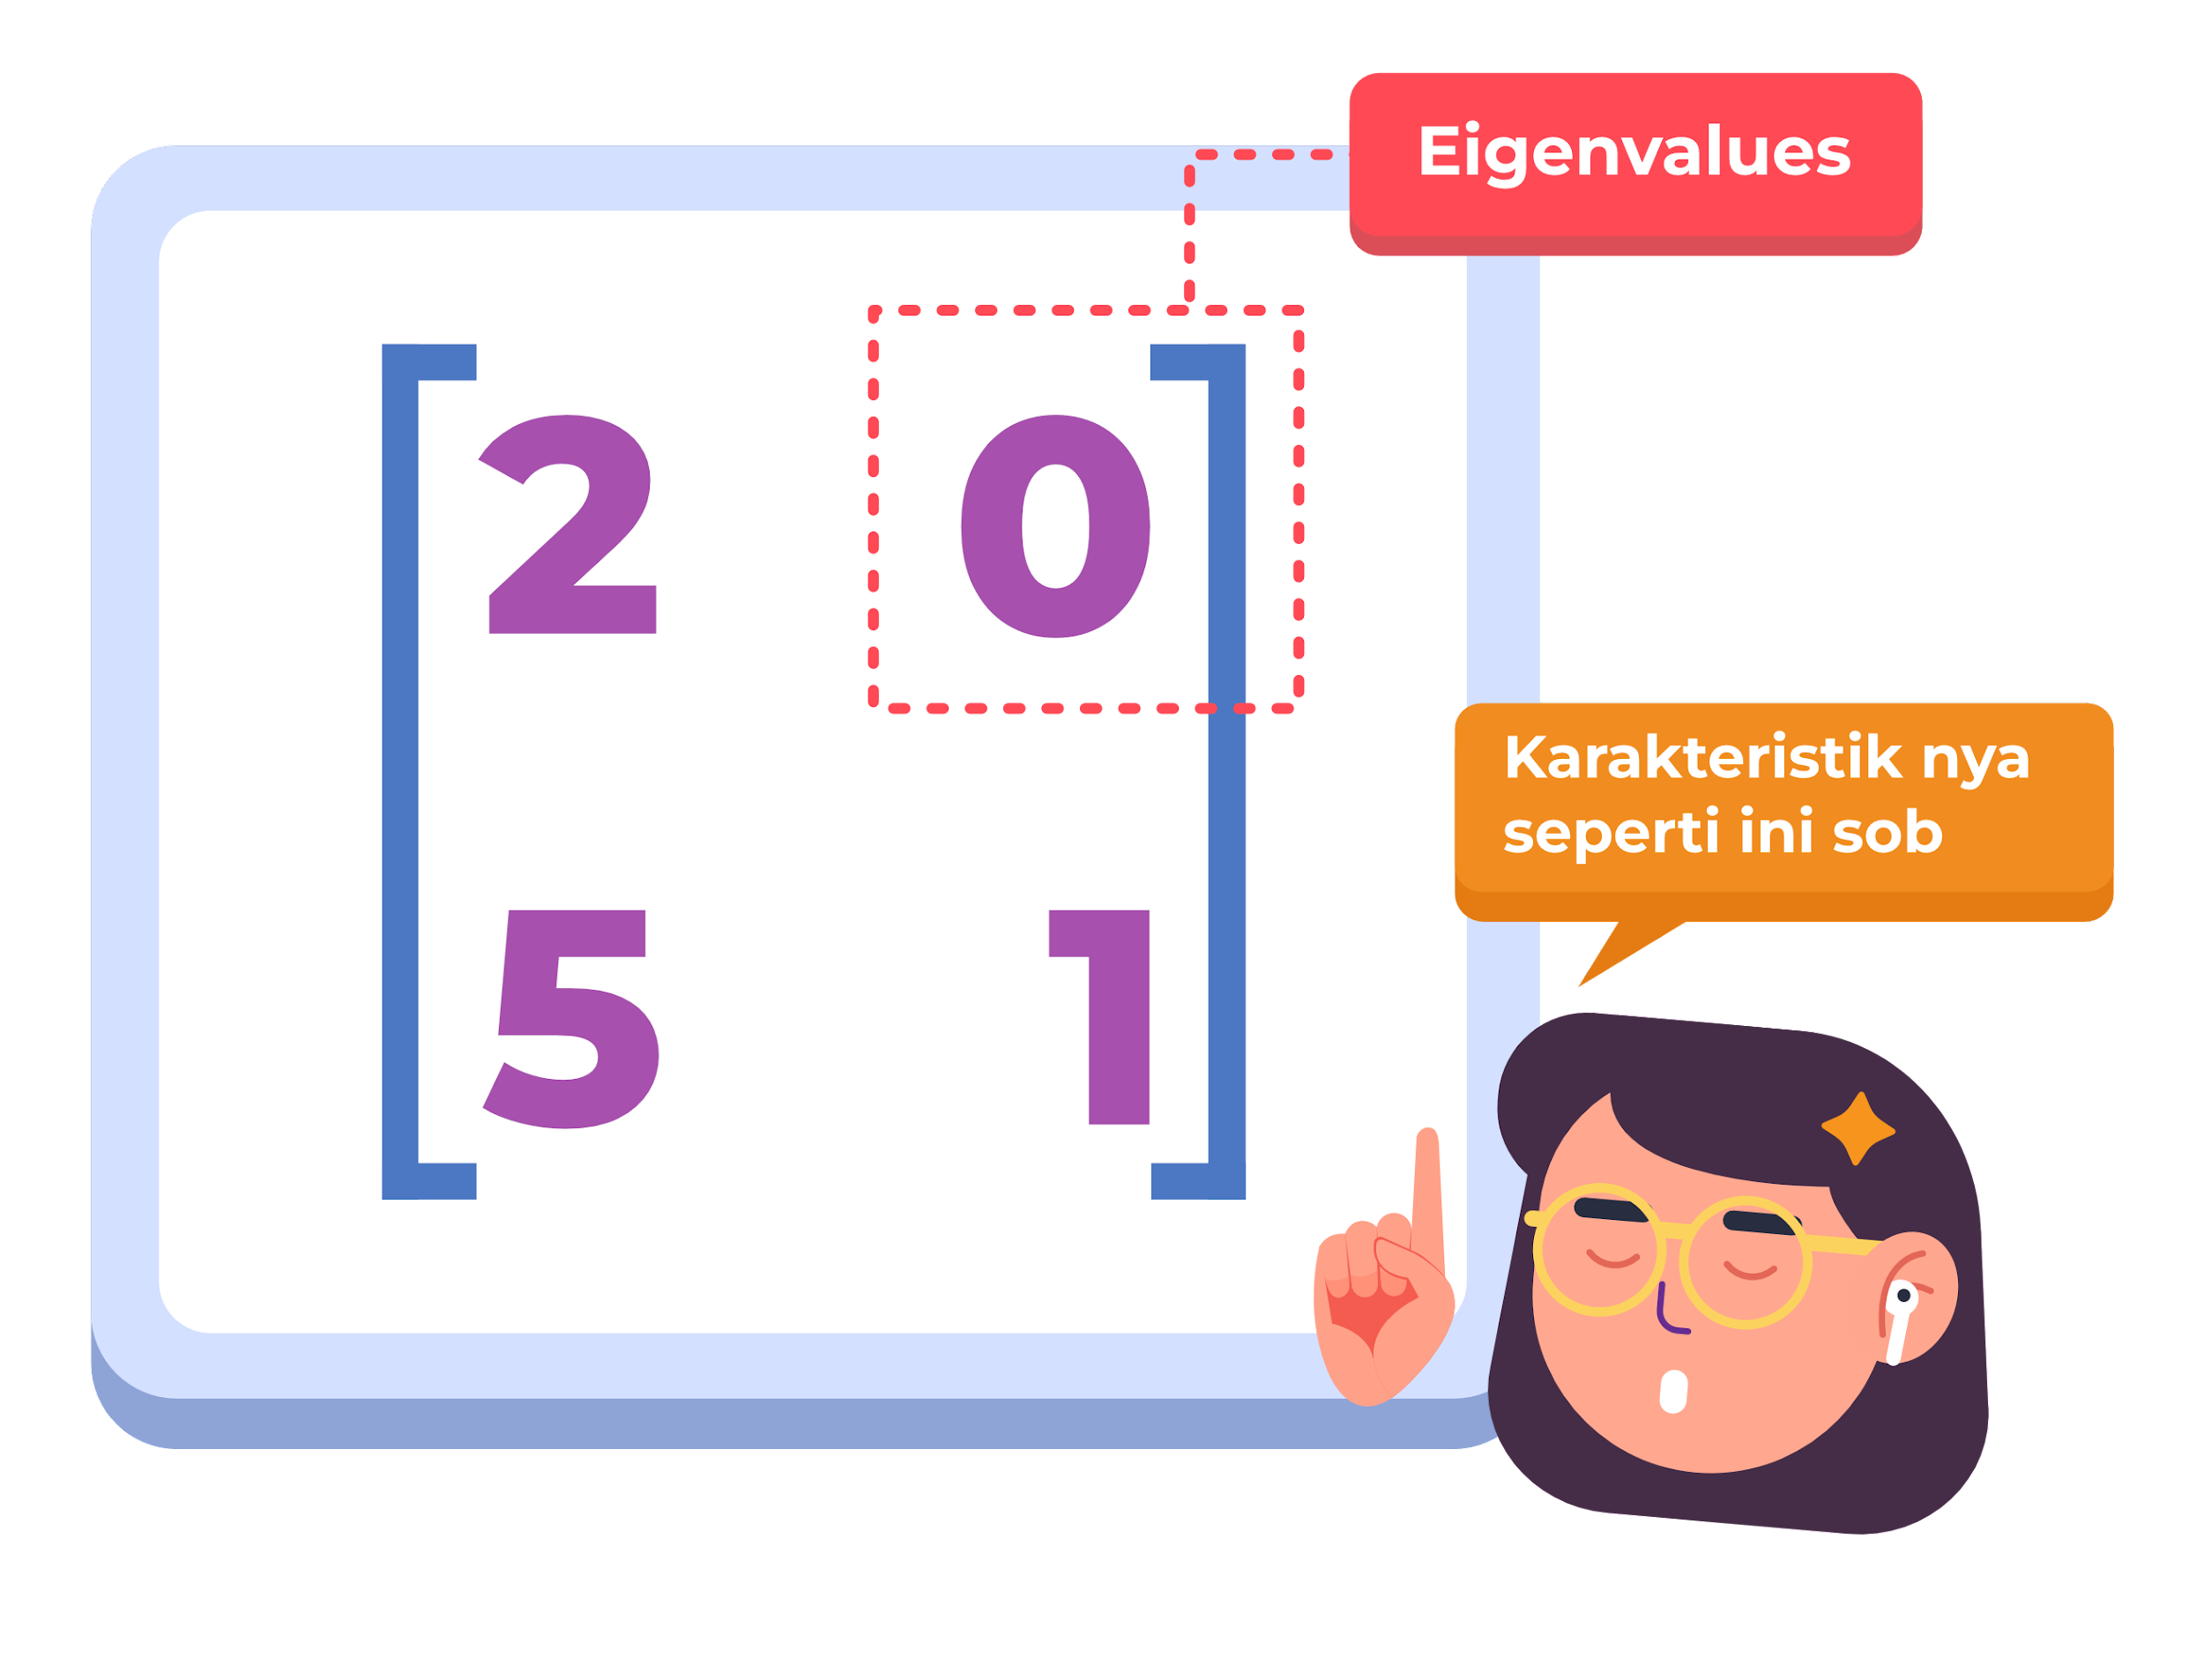 Eigenvalues
2 0
Karakteristik nya
seperti ini sob
5 1